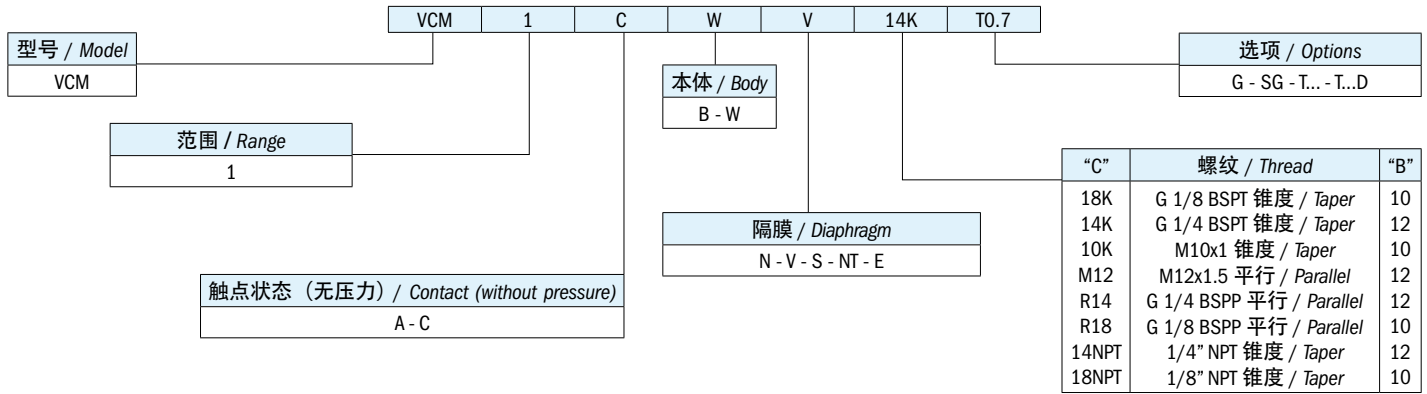 VCM 1 C W V 14K T0.7
型号 / Model
VCM
选项 / Options
G - SG - T... - T...D
本体 / Body
B - W
范围 / Range
1
“C” 螺纹 / Thread “B”
18K G 1/8 BSPT 锥度 / Taper 10
14K G 1/4 BSPT 锥度 / Taper 12
10K M10x1 锥度 / Taper 10
M12 M12x1.5 平行 / Parallel 12
R14 G 1/4 BSPP 平行 / Parallel 12
R18 G 1/8 BSPP 平行 / Parallel 10
14NPT 1/4” NPT 锥度 / Taper 12
18NPT 1/8” NPT 锥度 / Taper 10
隔膜 / Diaphragm
N - V - S - NT - E
触点状态（无压力）/ Contact (without pressure)
A - C